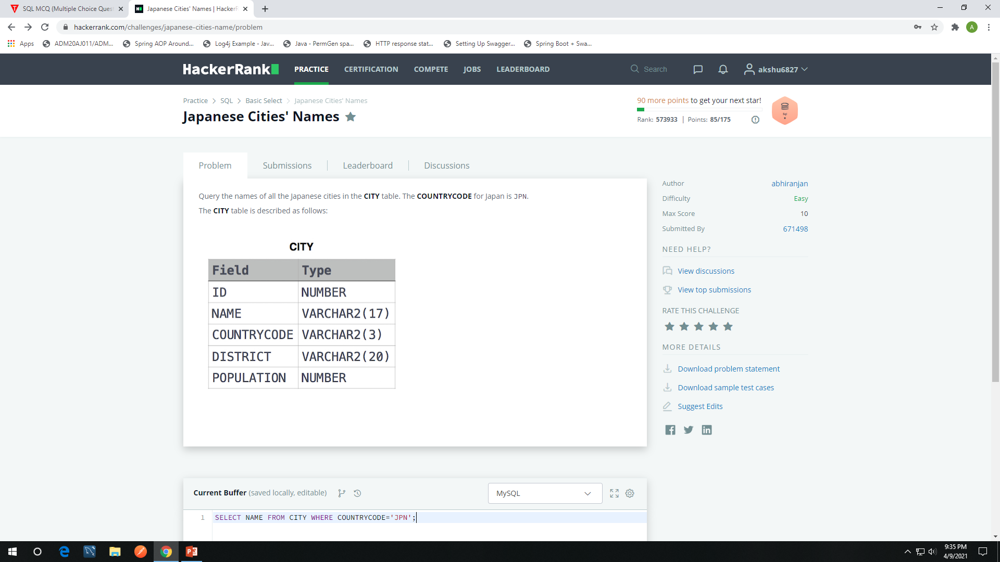 SQL MCQ (Multiple Choice Ques
Japanese Cities' Names | HackerR
hackerrank.com/challenges/japanese-cities-name/problem
A
Apps
ADM20AJ011/ADM...
Spring AOP Around...
Log4j Example - Jav...
Java - PermGen spa...
HTTP response stat...
Setting Up Swagger...
Spring Boot + Swa...
HackerRank
PRACTICE
CERTIFICATION
COMPETE
JOBS
LEADERBOARD
Search
akshu6827
Practice > SQL > Basic Select > Japanese Cities' Names
Japanese Cities' Names
90 more points to get your next star!
Rank: 573933 | Points: 85/175
Sql
Problem
Submissions
Leaderboard
Discussions
Query the names of all the Japanese cities in the CITY table. The COUNTRYCODE for Japan is JPN.
The CITY table is described as follows:
CITY
Field Type
ID NUMBER
NAME VARCHAR2(17)
COUNTRYCODE VARCHAR2(3)
DISTRICT VARCHAR2(20)
POPULATION NUMBER
Author abhiranjan
Difficulty Easy
Max Score 10
Submitted By 671498
NEED HELP?
View discussions
View top submissions
RATE THIS CHALLENGE
MORE DETAILS
Download problem statement
Download sample test cases
Suggest Edits
Current Buffer (saved locally, editable)
MySQL
1 SELECT NAME FROM CITY WHERE COUNTRYCODE='JPN';
9:35 PM
4/9/2021